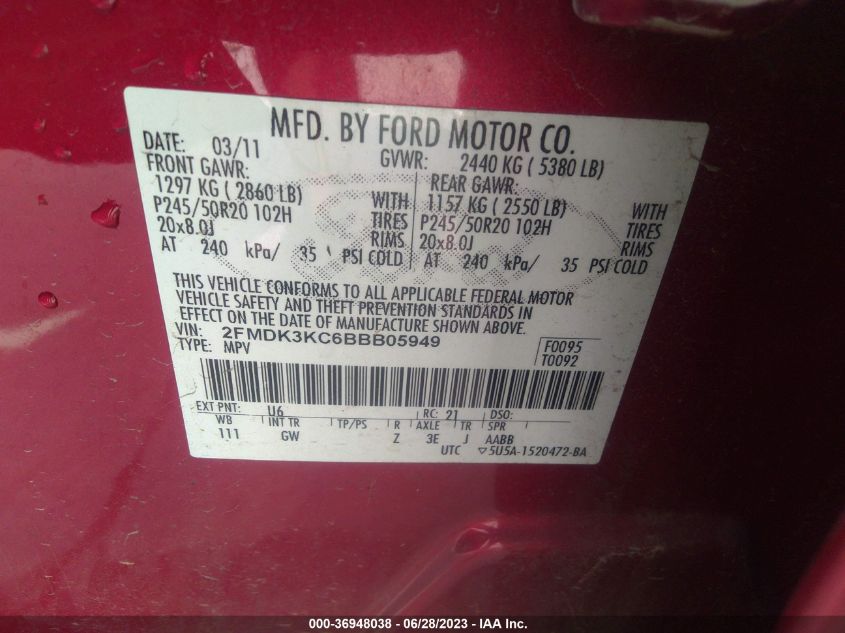 MFD. BY FORD MOTOR CO.
DATE: 03/11 GVWR: 2440 KG ( 5380 LB)
FRONT GAWR: REAR GAWR:
1297 KG ( 2860 LB) WITH 1157 KG ( 2550 LB) WITH
P245/50R20 102H TIRES P245/50R20 102H TIRES
20x8.0J RIMS 20x8.0J RIMS
AT 240 kPa/ 35 PSI COLD AT 240 kPa/ 35 PSI COLD
THIS VEHICLE CONFORMS TO ALL APPLICABLE FEDERAL MOTOR
VEHICLE SAFETY AND THEFT PREVENTION STANDARDS IN
EFFECT ON THE DATE OF MANUFACTURE SHOWN ABOVE.
VIN: 2FMDK3KC6BBB05949 F0095
TYPE: MPV T0092
EXT PNT: U6 RC: 21 DSO:
WB INT TR TP/PS R AXLE TR SPR
111 GW Z 3E J AABB
UTC ▽5U5A-1520472-BA
000-36948038 - 06/28/2023 - IAA Inc.